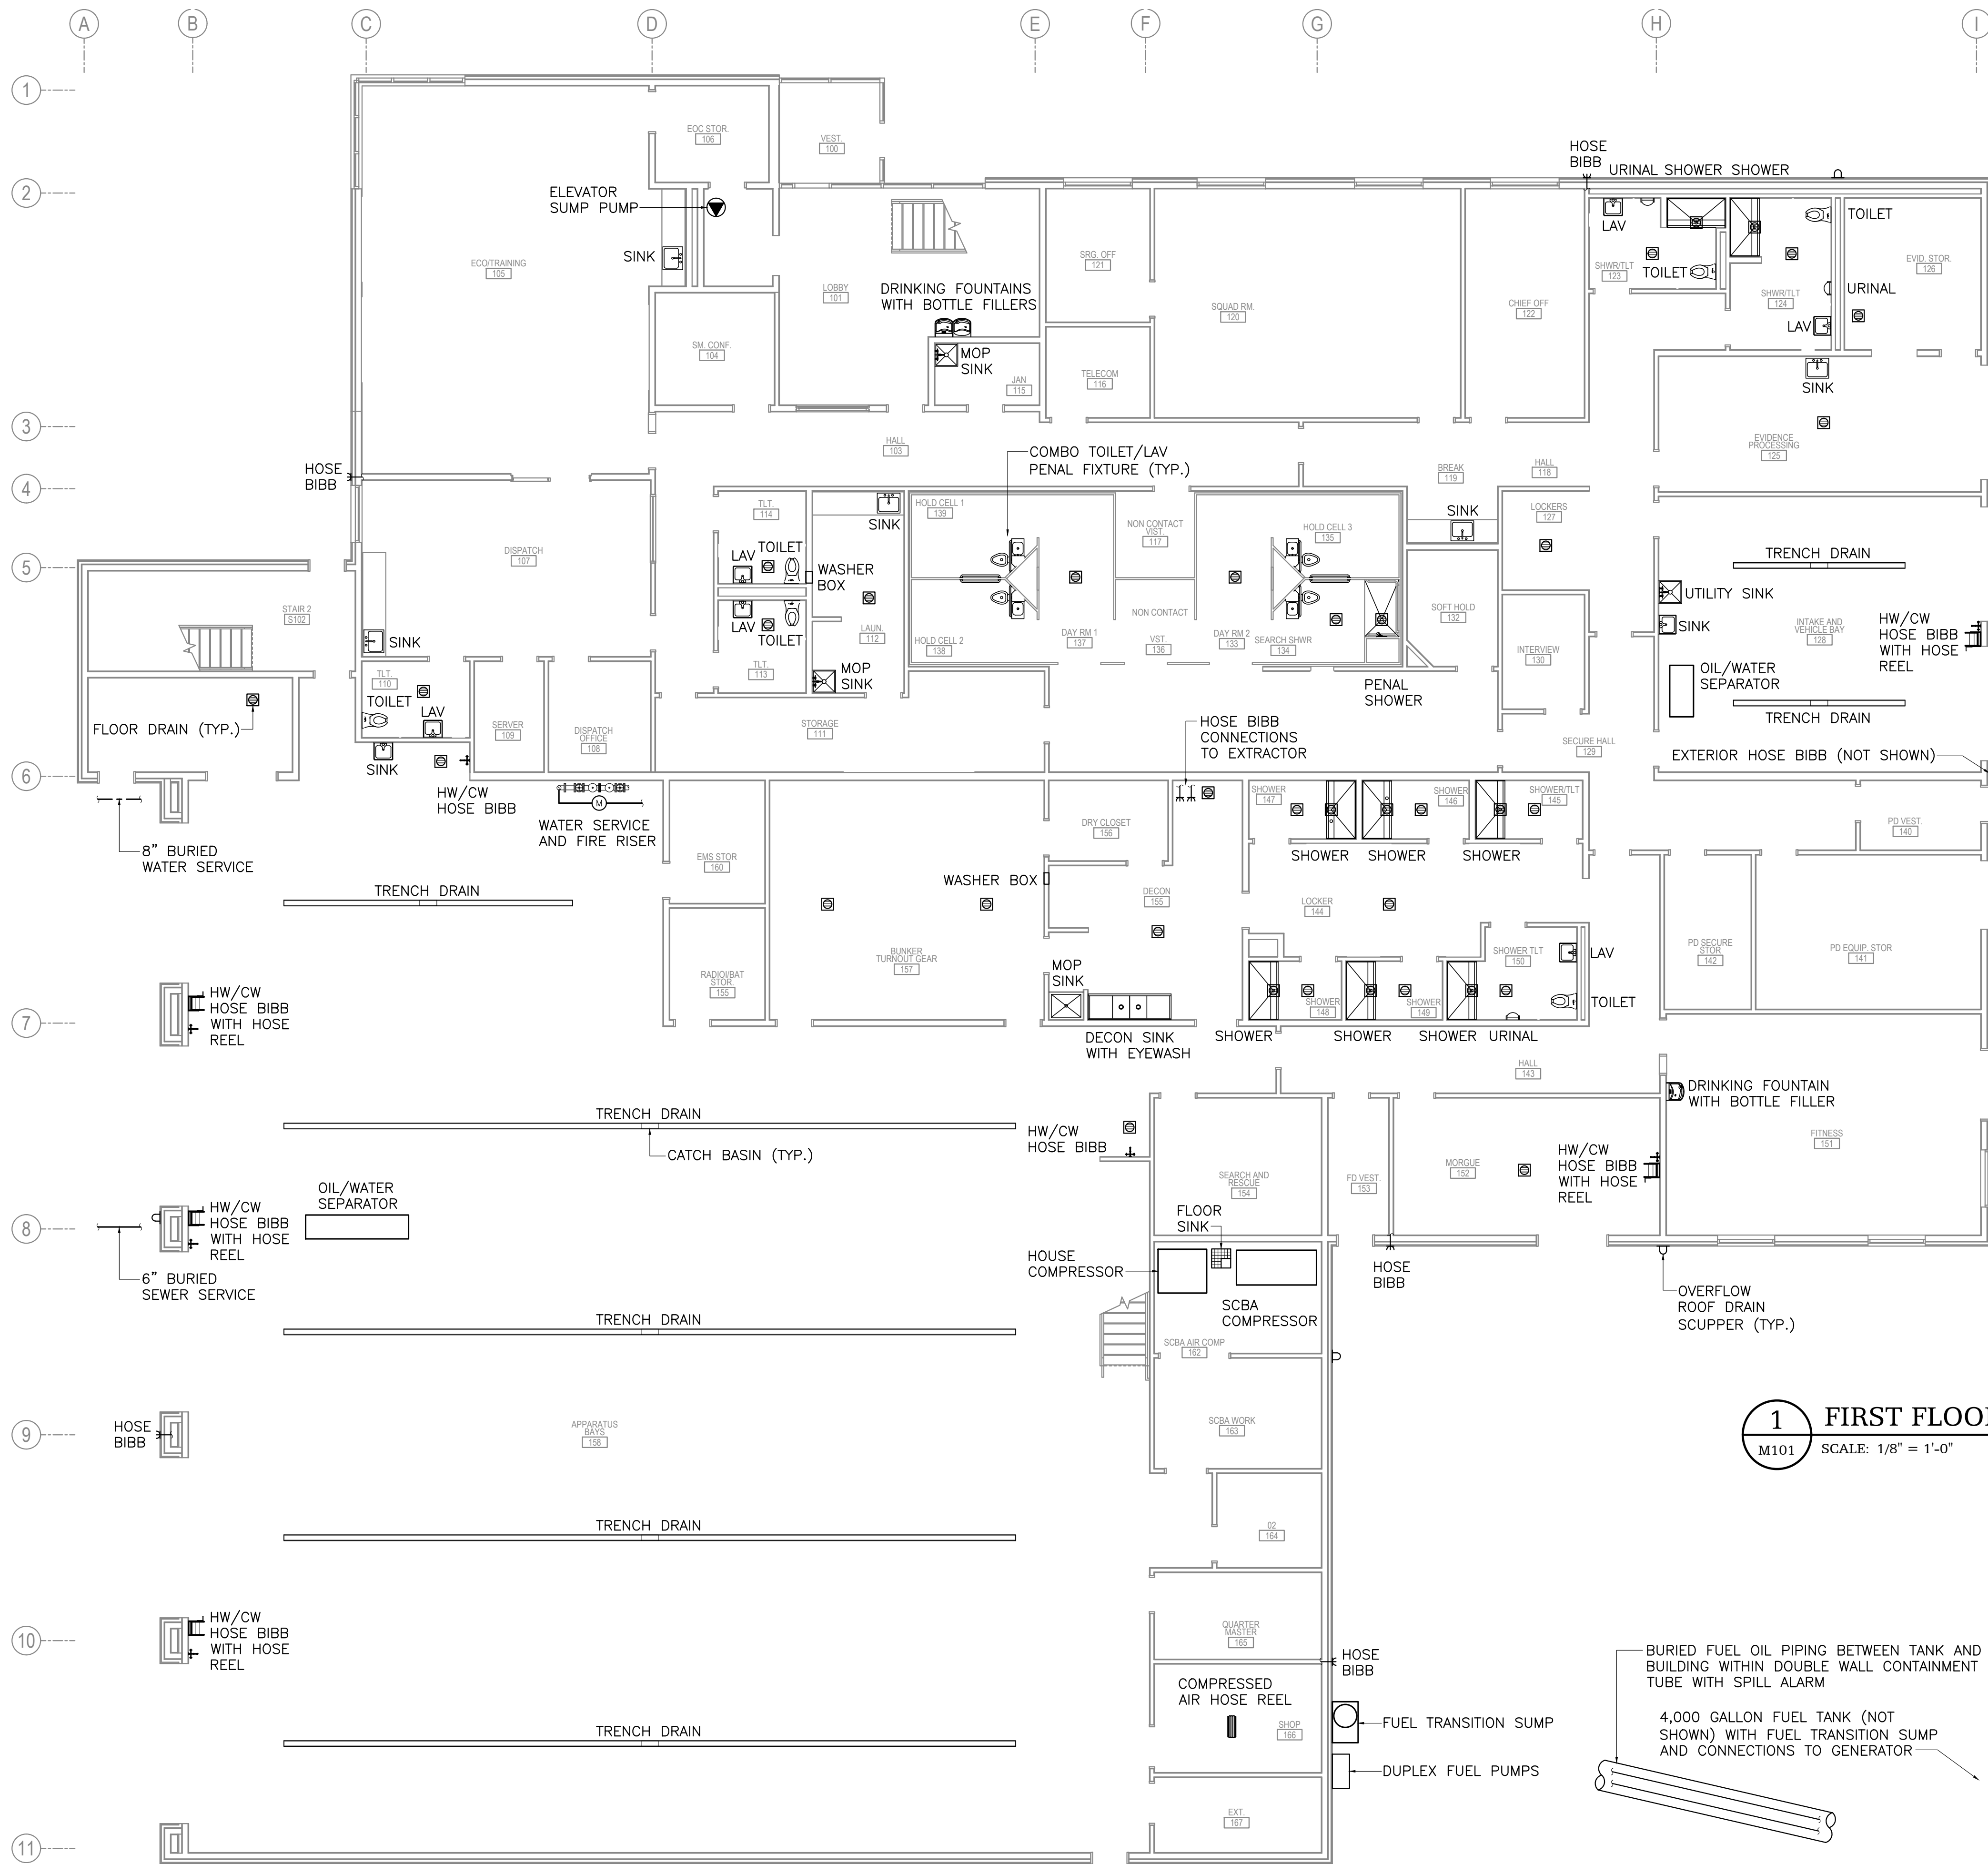 A
B
C
D
E
F
G
H
I
1
2
3
4
5
6
7
8
9
10
11
EOC STOR.
106
VEST.
100
HOSE
BIBB
URINAL SHOWER SHOWER
ELEVATOR
SUMP PUMP
SINK
ECO/TRAINING
105
LOBBY
101
DRINKING FOUNTAINS
WITH BOTTLE FILLERS
SRG. OFF
121
SQUAD RM.
120
CHIEF OFF
122
LAV
SHWR/TLT
123
TOILET
TOILET
SHWR/TLT
124
URINAL
LAV
EVID. STOR.
126
SM. CONF.
104
MOP
SINK
JAN
115
TELECOM
116
SINK
EVIDENCE
PROCESSING
125
HALL
103
COMBO TOILET/LAV
PENAL FIXTURE (TYP.)
BREAK
119
HALL
118
HOSE
BIBB
TLT.
114
SINK
HOLD CELL 1
139
NON CONTACT
VIST.
117
HOLD CELL 3
135
SINK
LOCKERS
127
DISPATCH
107
LAV
TOILET
WASHER
BOX
TRENCH DRAIN
STAIR 2
S102
LAV
TOILET
LAUN.
112
NON CONTACT
VST.
136
UTILITY SINK
SINK
INTAKE AND
VEHICLE BAY
128
HW/CW
HOSE BIBB
WITH HOSE
REEL
SINK
TLT.
113
MOP
SINK
HOLD CELL 2
138
DAY RM 1
137
DAY RM 2
133
SEARCH SHWR
134
SOFT HOLD
132
INTERVIEW
130
OIL/WATER
SEPARATOR
TLT.
110
TOILET
LAV
PENAL
SHOWER
TRENCH DRAIN
FLOOR DRAIN (TYP.)
SERVER
109
DISPATCH
OFFICE
108
STORAGE
111
HOSE BIBB
CONNECTIONS
TO EXTRACTOR
SECURE HALL
129
EXTERIOR HOSE BIBB (NOT SHOWN)
SINK
HW/CW
HOSE BIBB
M
WATER SERVICE
AND FIRE RISER
8" BURIED
WATER SERVICE
EMS STOR
160
DRY CLOSET
156
SHOWER
147
SHOWER
146
SHOWER/TLT
145
PD VEST.
140
SHOWER
SHOWER
SHOWER
TRENCH DRAIN
WASHER BOX
DECON
155
LOCKER
144
BUNKER
TURNOUT GEAR
157
RADIOI/BAT
STOR.
155
SHOWER TLT
150
LAV
TOILET
PD SECURE
STOR
142
PD EQUIP. STOR
141
MOP
SINK
DECON SINK
WITH EYEWASH
SHOWER
148
SHOWER
149
SHOWER
SHOWER
SHOWER
URINAL
HW/CW
HOSE BIBB
WITH HOSE
REEL
HALL
143
DRINKING FOUNTAIN
WITH BOTTLE FILLER
TRENCH DRAIN
CATCH BASIN (TYP.)
HW/CW
HOSE BIBB
FITNESS
151
SEARCH AND
RESCUE
154
FD VEST.
153
MORGUE
152
HW/CW
HOSE BIBB
WITH HOSE
REEL
HW/CW
HOSE BIBB
WITH HOSE
REEL
OIL/WATER
SEPARATOR
FLOOR
SINK
6" BURIED
SEWER SERVICE
HOUSE
COMPRESSOR
SCBA
COMPRESSOR
HOSE
BIBB
OVERFLOW
ROOF DRAIN
SCUPPER (TYP.)
TRENCH DRAIN
SCBA AIR COMP
162
HOSE
BIBB
APPARATUS
BAYS
158
SCBA WORK
163
1
M101
FIRST FLOO
SCALE: 1/8" = 1'-0"
TRENCH DRAIN
02
164
HW/CW
HOSE BIBB
WITH HOSE
REEL
QUARTER
MASTER
165
HOSE
BIBB
BURIED FUEL OIL PIPING BETWEEN TANK AND
BUILDING WITHIN DOUBLE WALL CONTAINMENT
TUBE WITH SPILL ALARM
TRENCH DRAIN
COMPRESSED
AIR HOSE REEL
SHOP
166
FUEL TRANSITION SUMP
DUPLEX FUEL PUMPS
4,000 GALLON FUEL TANK (NOT
SHOWN) WITH FUEL TRANSITION SUMP
AND CONNECTIONS TO GENERATOR
EXT.
167